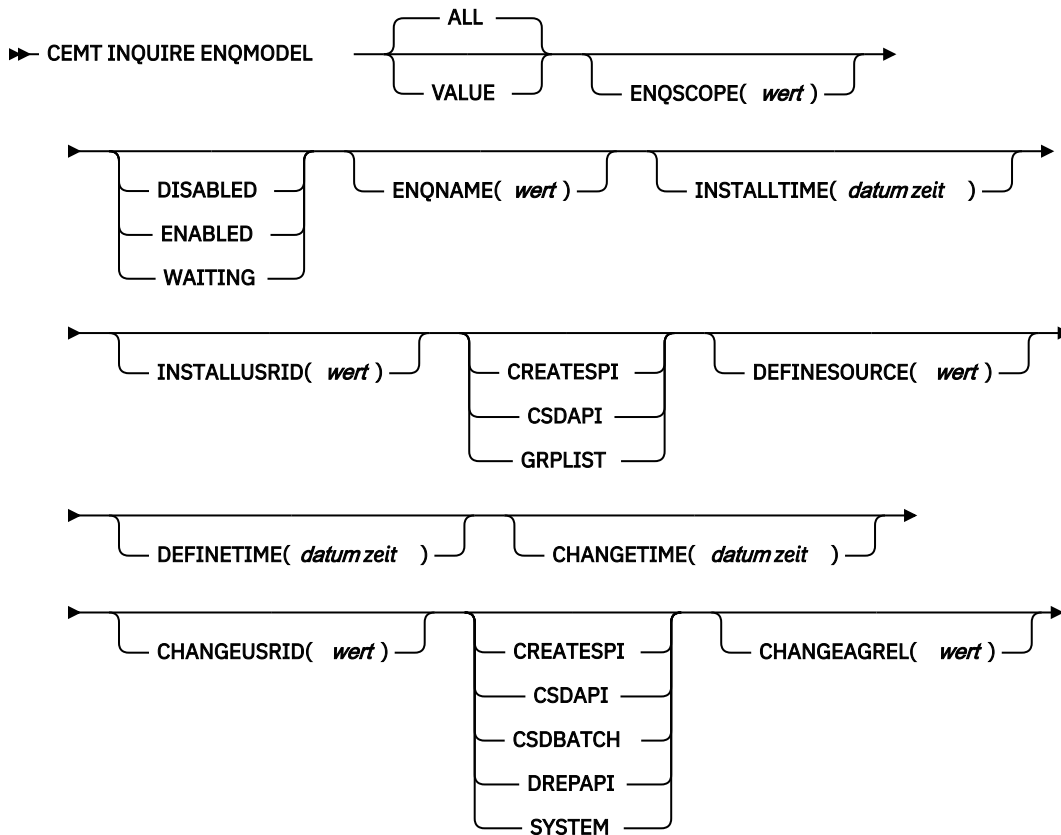 ALL
CEMT INQUIRE ENQMODEL
VALUE
ENQSCOPE( wert )
DISABLED
ENABLED
WAITING
ENQNAME( wert )
INSTALLTIME( datum zeit )
INSTALLUSRID( wert )
CREATESPI
CSDAPI
GRPLIST
DEFINESOURCE( wert )
DEFINETIME( datum zeit )
CHANGETIME( datum zeit )
CHANGEUSRID( wert )
CREATESPI
CSDAPI
CSDBATCH
DREPAPI
SYSTEM
CHANGEAGREL( wert )